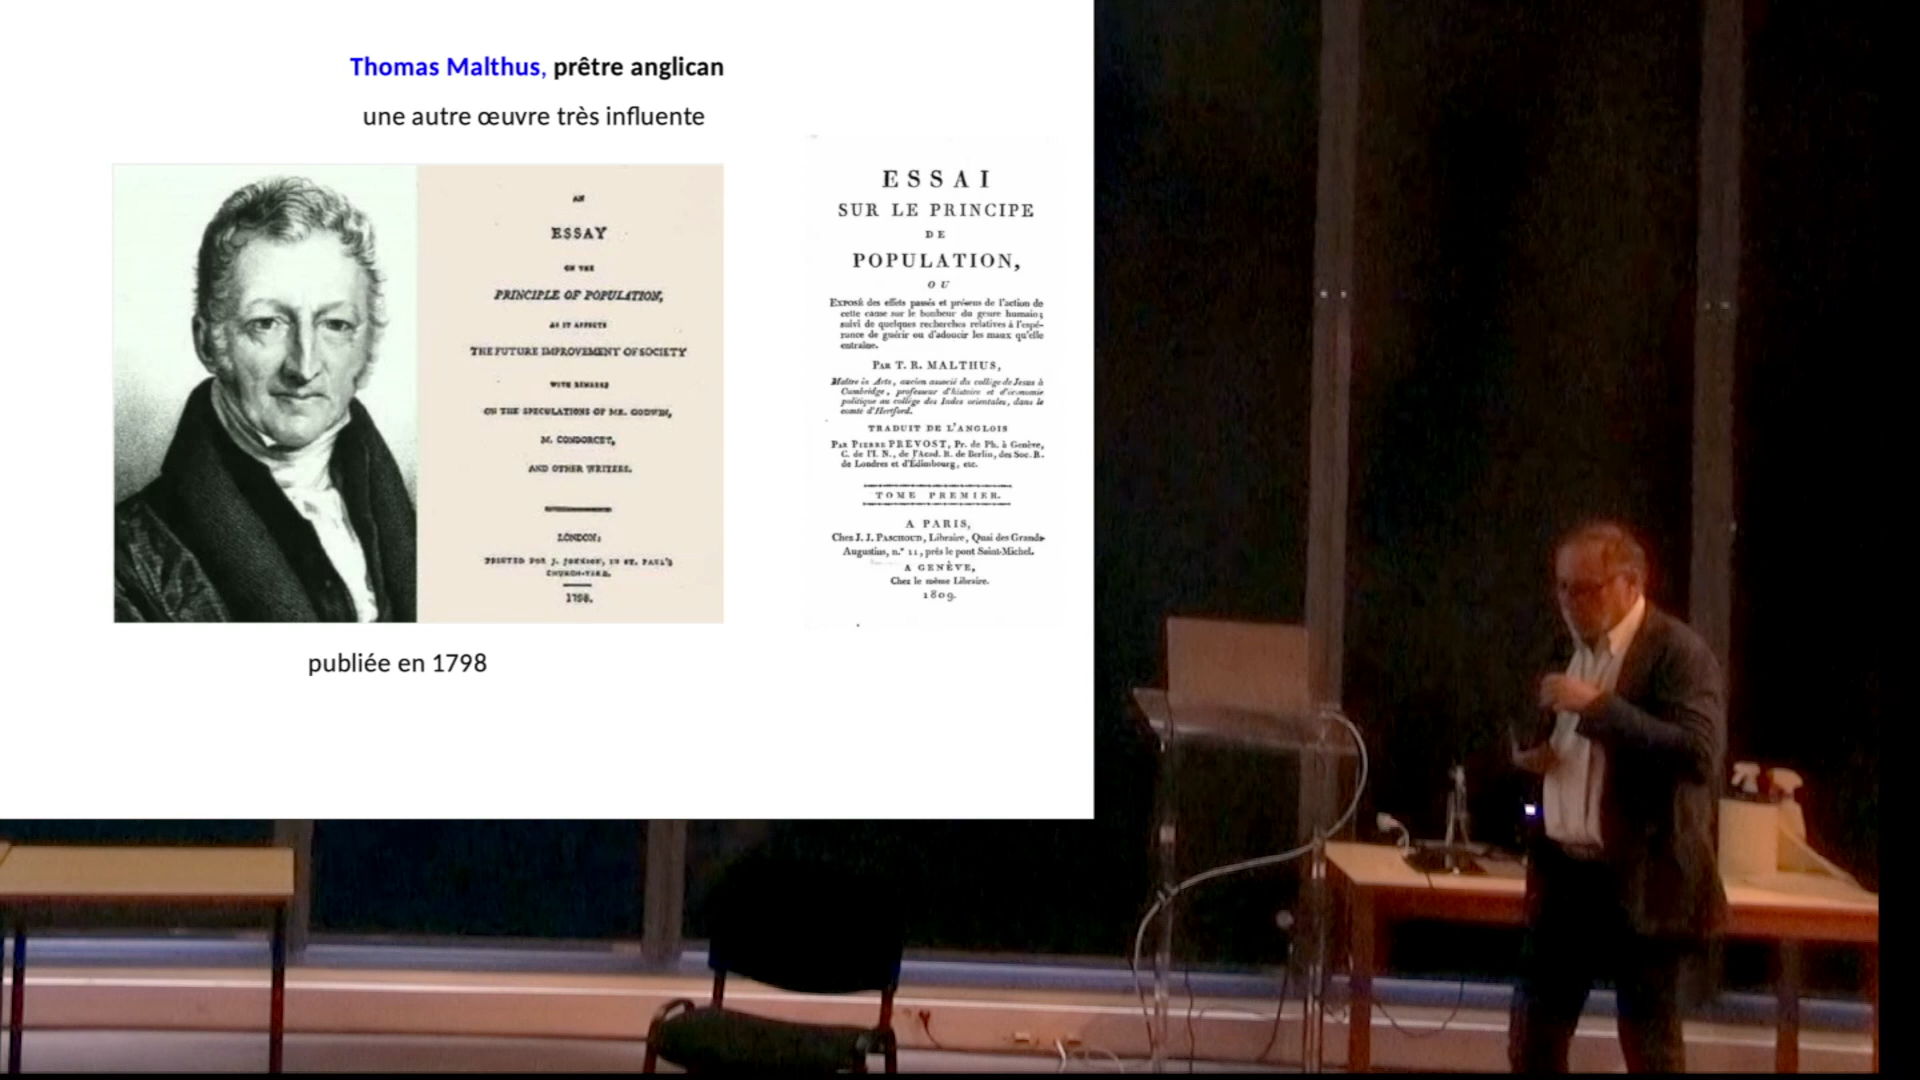 Thomas Malthus, prêtre anglican
une autre œuvre très influente
AN
ESSAY
ON THE
PRINCIPLE OF POPULATION,
AS IT AFFECTS
THE FUTURE IMPROVEMENT OF SOCIETY
WITH REMARKS
ON THE SPECULATIONS OF MR. GODWIN,
M. CONDORCET,
AND OTHER WRITERS.
LONDON:
PRINTED FOR J. JOHNSON, IN ST. PAUL'S
CHURCH-YARD.
1798.
publiée en 1798
ESSAI
SUR LE PRINCIPE
DE
POPULATION,
OU
EXPOSÉ des effets passés et présens de l'action de
cette cause sur le bonheur du genre humain;
suivi de quelques recherches relatives à l'espé-
rance de guérir ou d'adoucir les maux qu'elle
entraîne.
PAR T. R. MALTHUS,
Maître ès Arts, ancien associé du collège de Jesus à
Cambridge, professeur d'histoire et d'économie
politique au collège des Indes orientales, dans le
comté d'Hertford.
TRADUIT DE L'ANGLOIS
PAR PIERRE PREVOST, Pr. de Ph. à Genève,
C. de l'I. N., de l'Acad. R. de Berlin, des Soc. R.
de Londres et d'Édimbourg, etc.
TOME PREMIER.
A PARIS,
Chez J. J. PASCHOUD, Libraire, Quai des Grands-
Augustins, n.° 11, près le pont Saint-Michel.
A GENÈVE,
Chez le même Libraire.
1809.